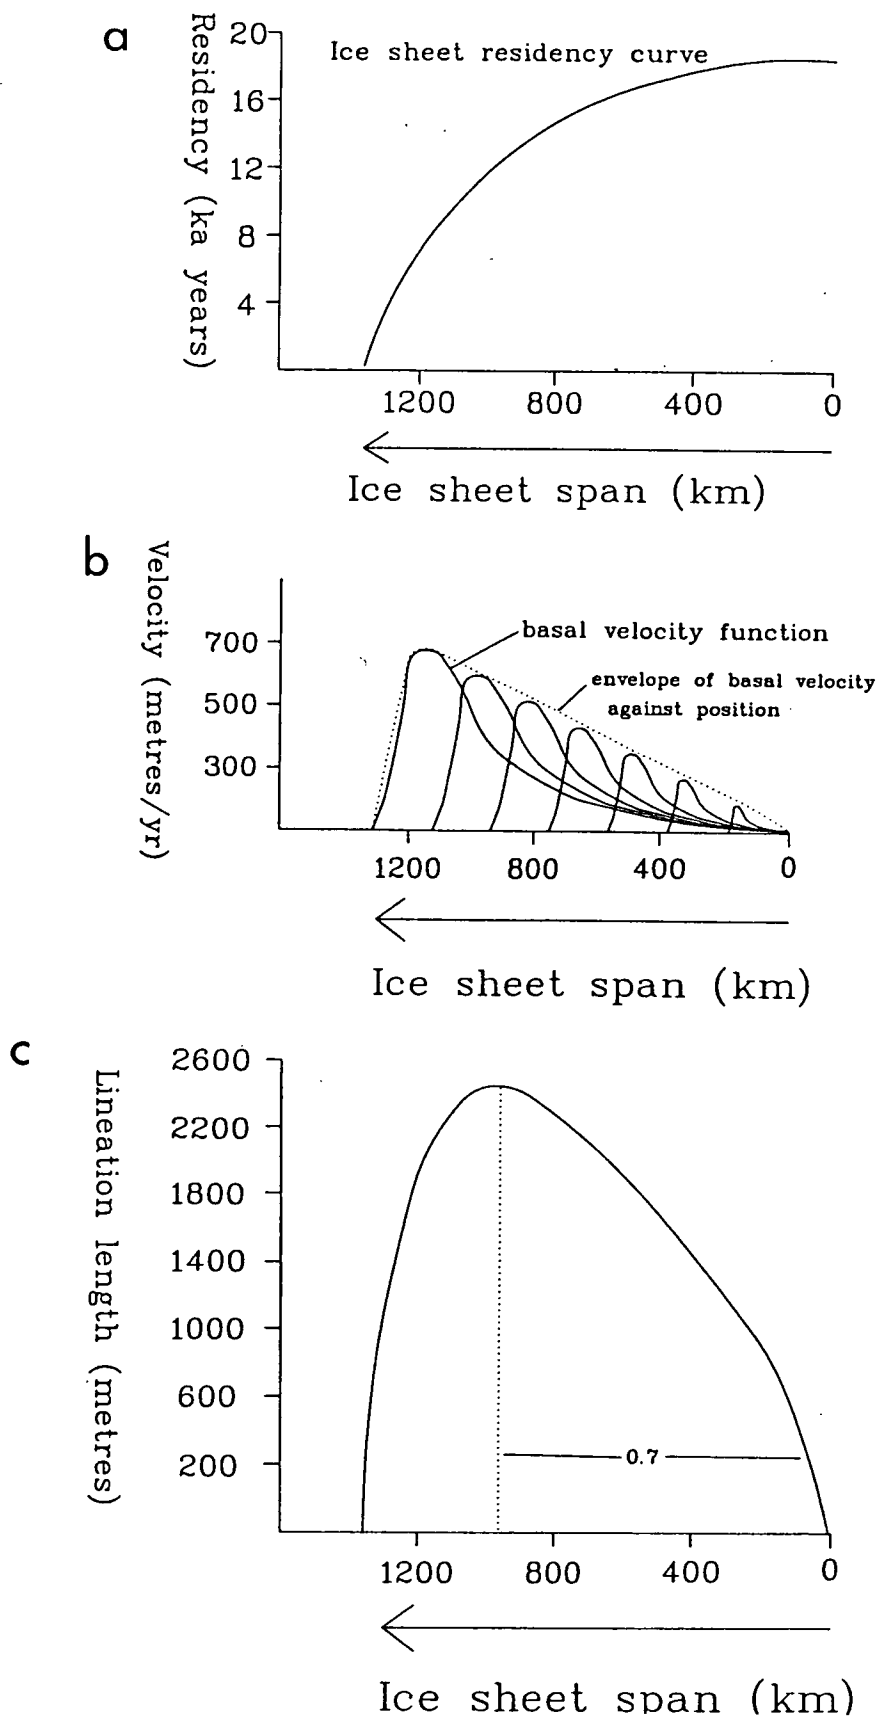 a
Residency (ka years)
Ice sheet residency curve
20
16
12
8
4
1200 800 400 0
Ice sheet span (km)
b
Velocity (metres/yr)
700
500
300
basal velocity function
envelope of basal velocity
against position
1200 800 400 0
Ice sheet span (km)
c
Lineation length (metres)
2600
2200
1800
1400
1000
600
200
0.7
1200 800 400 0
Ice sheet span (km)